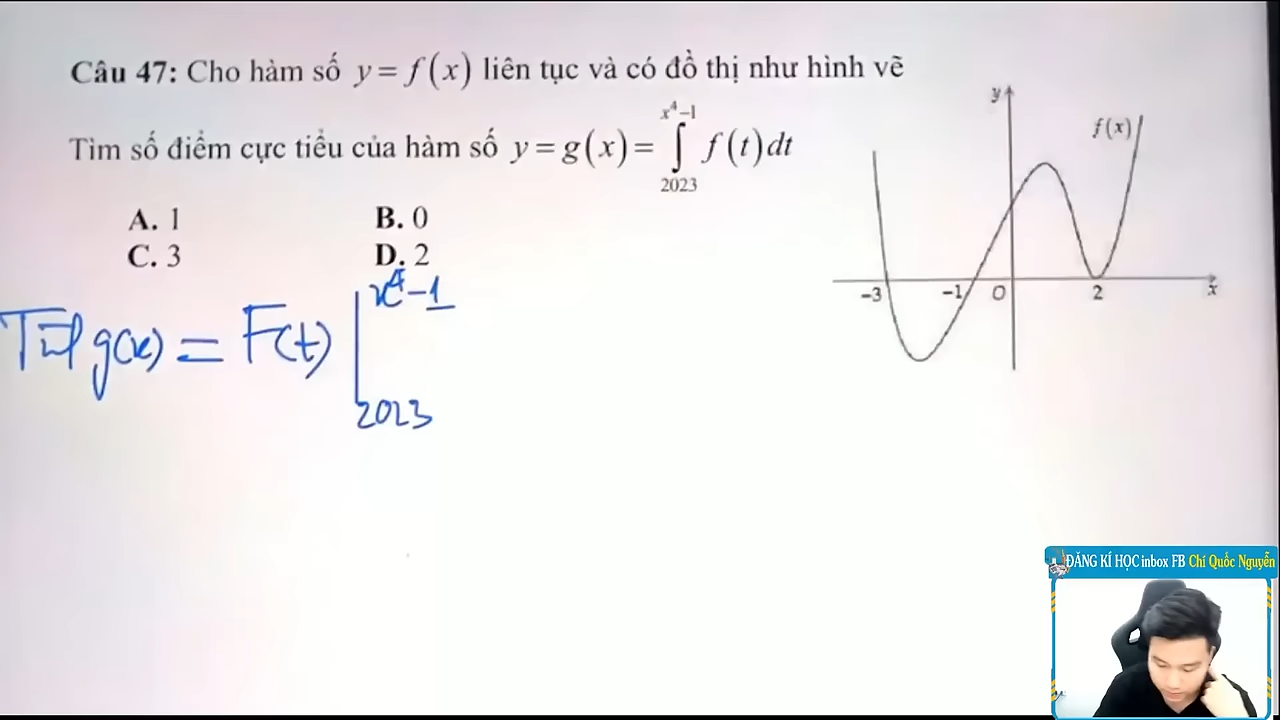 Câu 47: Cho hàm số y = f(x) liên tục và có đồ thị như hình vẽ
Tìm số điểm cực tiểu của hàm số y = g(x) = ∫_{2023}^{x⁴-1} f(t)dt
A. 1 B. 0
C. 3 D. 2
y
f(x)
-3 -1 O 2 x
g(x) = F(t) | x⁴-1
2023
ĐĂNG KÍ HỌC inbox FB Chí Quốc Nguyễn